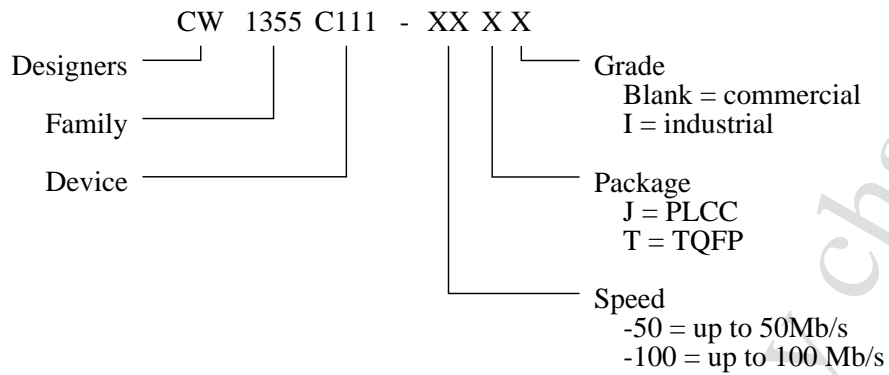 CW 1355 C111 - XX X X
Designers
Family
Device
Grade
Blank = commercial
I = industrial
Package
J = PLCC
T = TQFP
Speed
-50 = up to 50Mb/s
-100 = up to 100 Mb/s